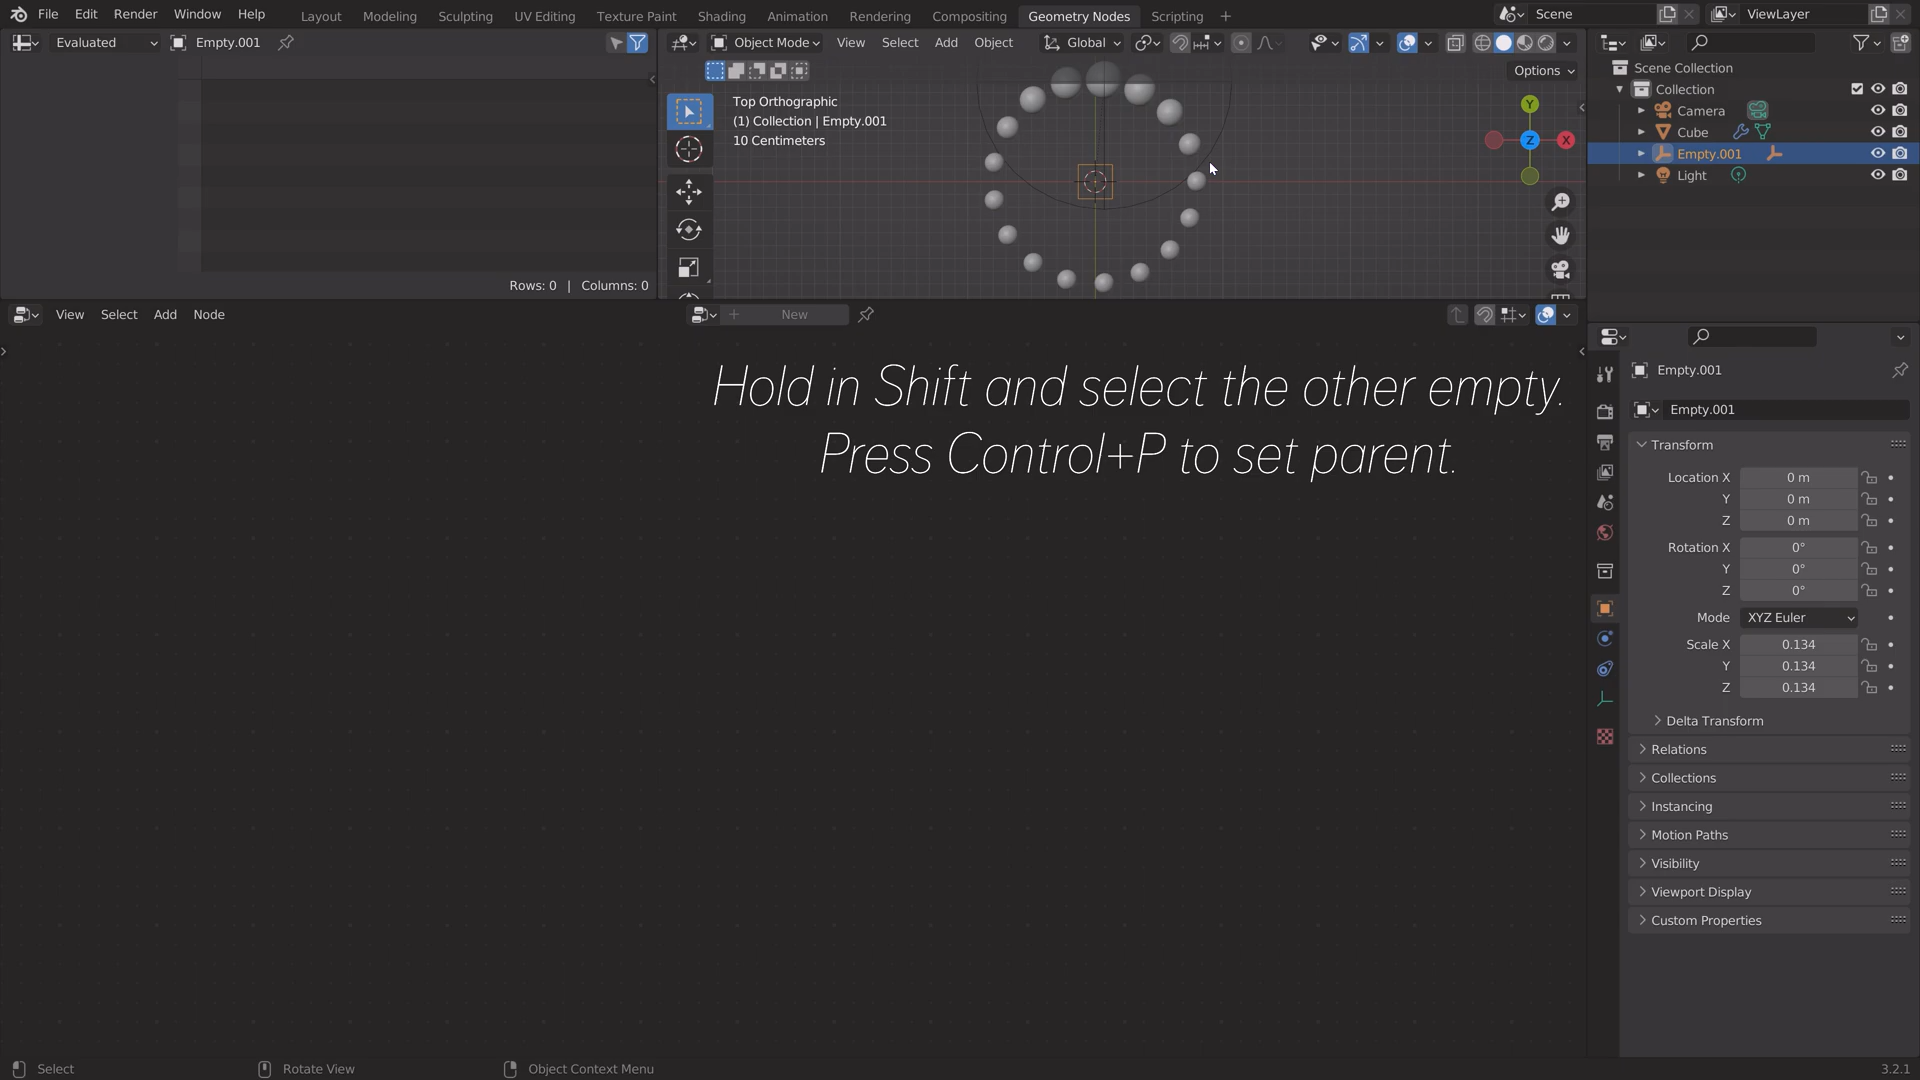 File Edit Render Window Help Layout Modeling Sculpting UV Editing Texture Paint Shading Animation Rendering Compositing Geometry Nodes Scripting + Scene ViewLayer
Evaluated Empty.001 Object Mode View Select Add Object Global
Options
Top Orthographic
(1) Collection | Empty.001
10 Centimeters
Y
Z
X
Rows: 0 | Columns: 0
Scene Collection
Collection
Camera
Cube
Empty.001
Light
View Select Add Node New
Hold in Shift and select the other empty.
Press Control+P to set parent.
Empty.001
Empty.001
Transform
Location X 0 m
Y 0 m
Z 0 m
Rotation X 0°
Y 0°
Z 0°
Mode XYZ Euler
Scale X 0.134
Y 0.134
Z 0.134
Delta Transform
Relations
Collections
Instancing
Motion Paths
Visibility
Viewport Display
Custom Properties
Select Rotate View Object Context Menu 3.2.1